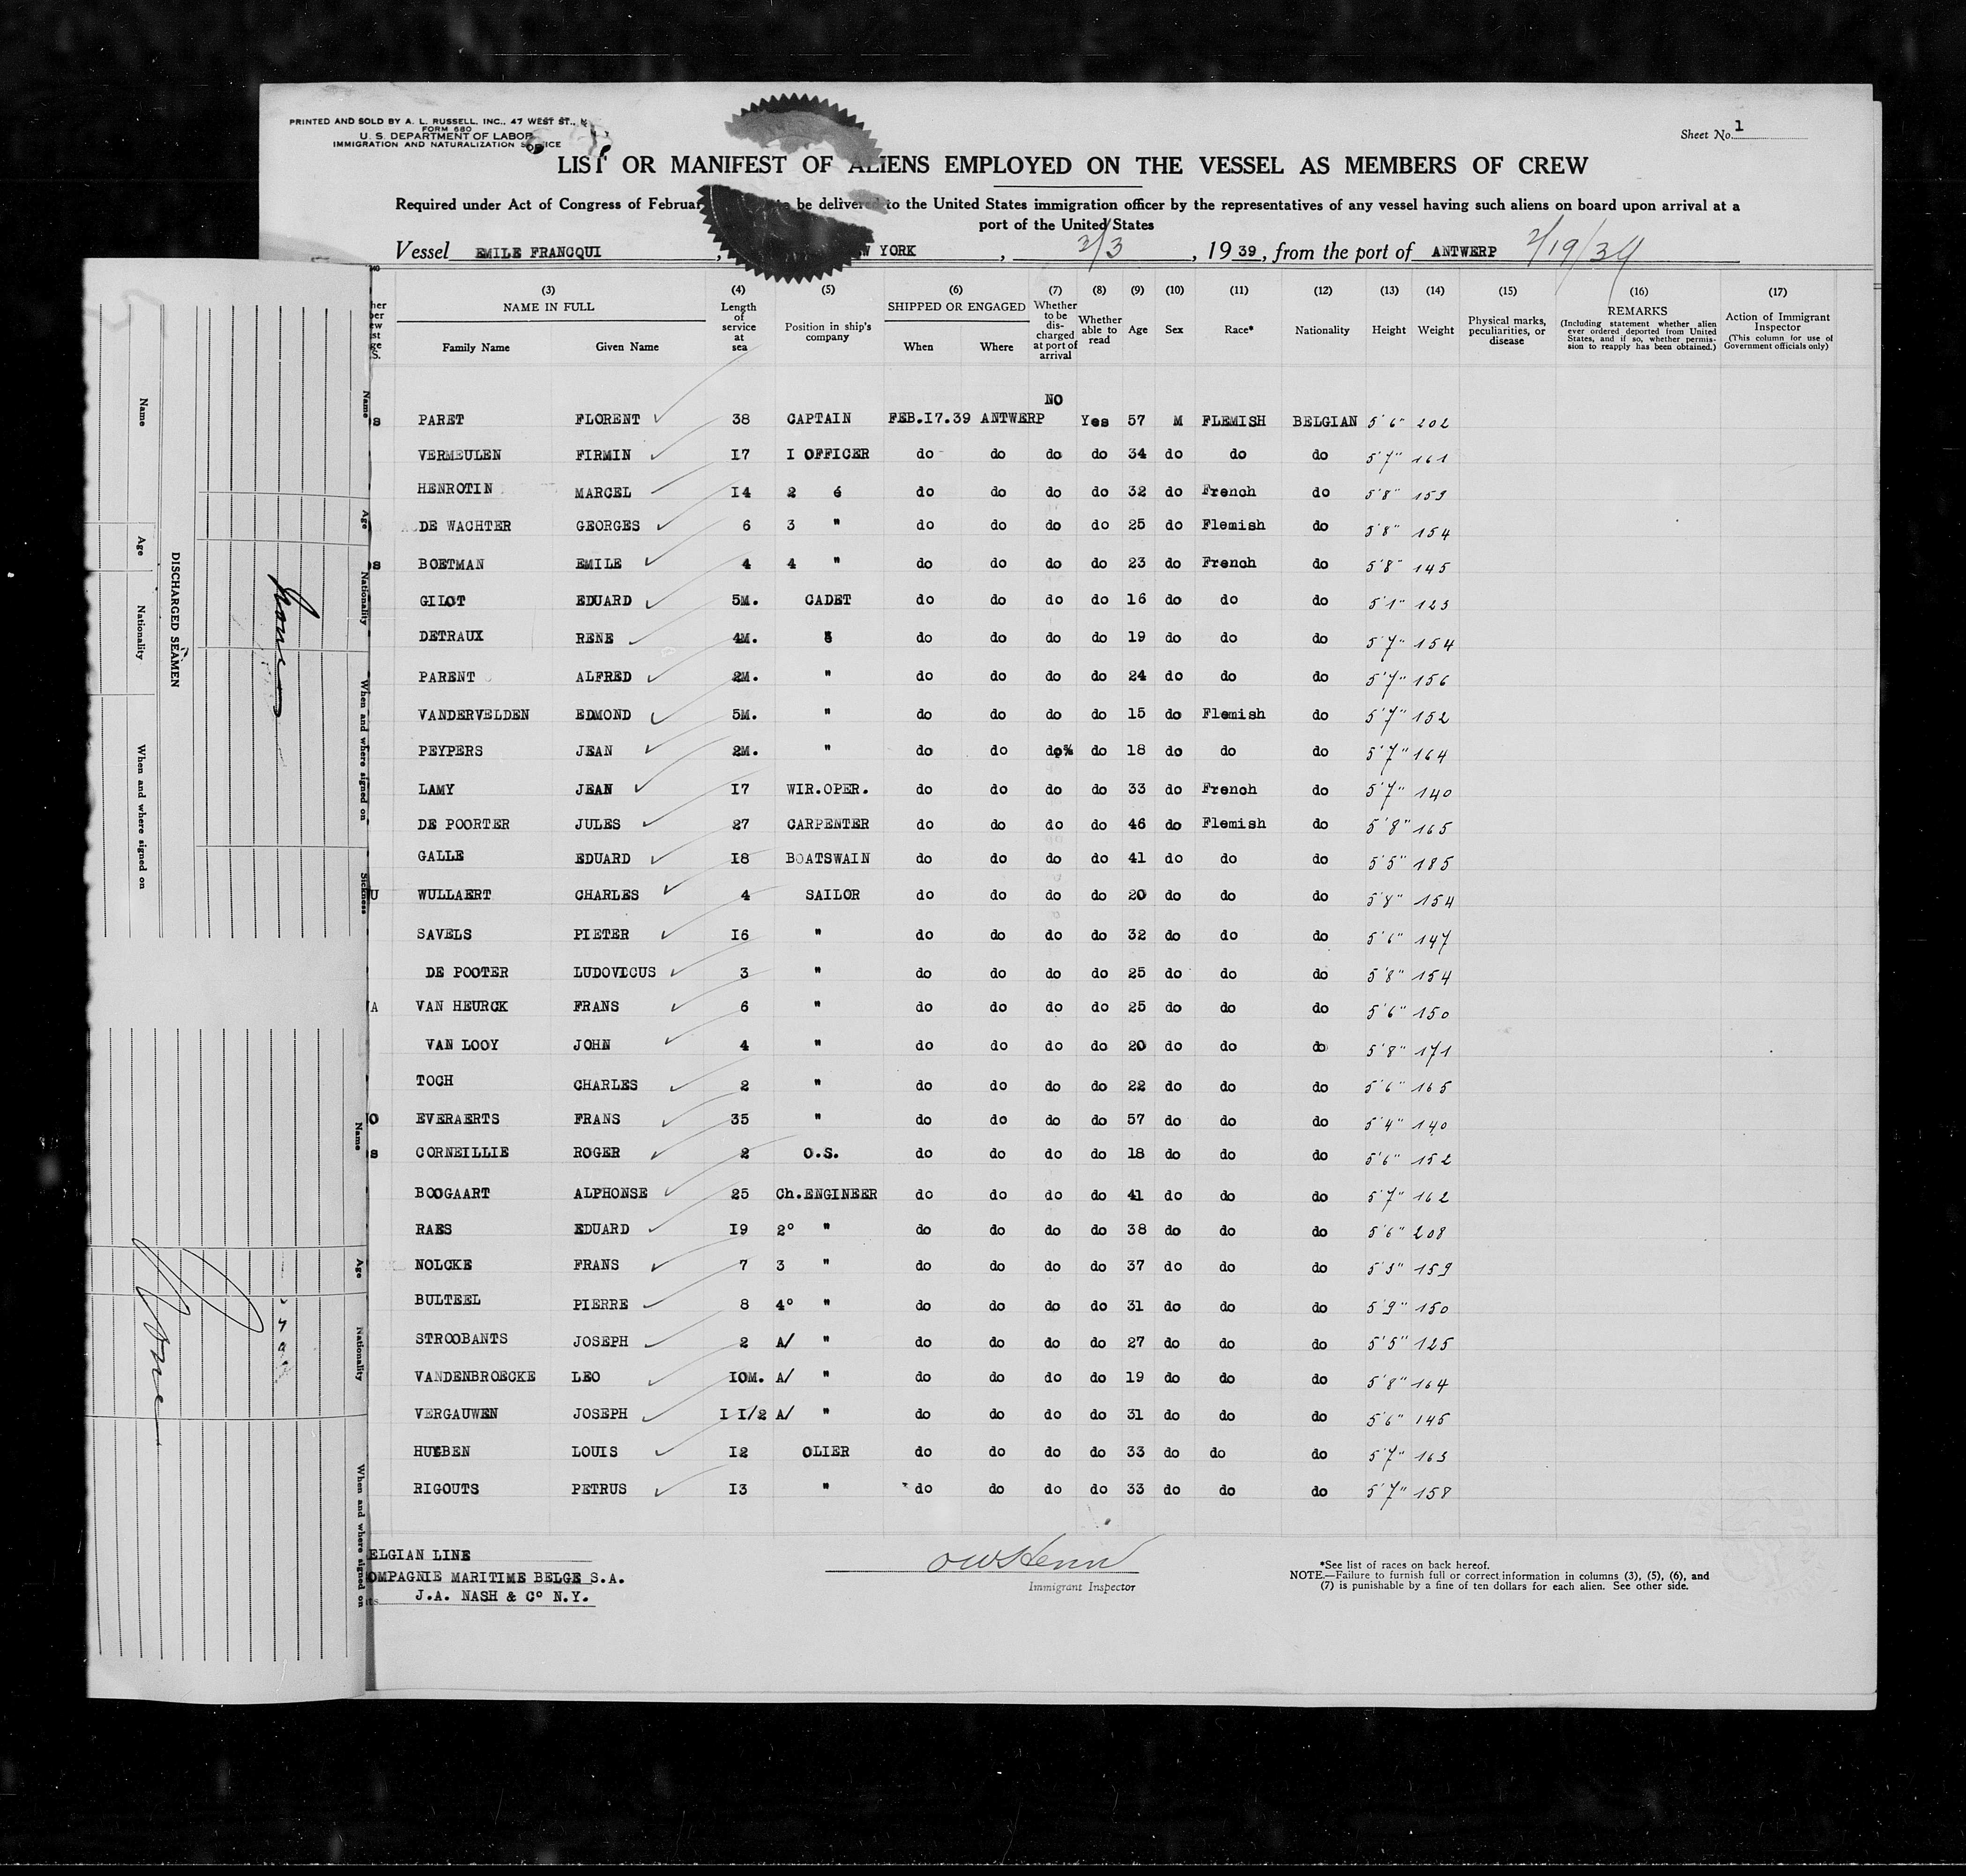 PRINTED AND SOLD BY A. L. RUSSELL, INC., 47 WEST ST.,
FORM 680
U. S. DEPARTMENT OF LABOR
IMMIGRATION AND NATURALIZATION
Sheet No. 1
LIST OR MANIFEST OF ALIENS EMPLOYED ON THE VESSEL AS MEMBERS OF CREW
Required under Act of Congress of be delivered to the United States immigration officer by the representatives of any vessel having such aliens on board upon arrival at a
port of the United States
Vessel EMILE FRANCQUI, YORK, 3/3, 1939, from the port of ANTWERP
(3) (4) (5) (6) (7) (8) (9) (10) (11) (12) (13) (14) (15) (16) (17)
NAME IN FULL Family Name Given Name Length of service at sea Position in ship's company SHIPPED OR ENGAGED When Where Whether to be discharged at port of arrival Whether able to read Age Sex Race* Nationality Height Weight Physical marks, peculiarities, or disease REMARKS (Including statement whether alien ever ordered deported from United States, and if so, whether permission to reapply has been obtained.) Action of Immigrant Inspector (This column for use of Government officials only)
NO
PARET FLORENT 38 CAPTAIN FEB.17.39 ANTWERP Yes 57 M FLEMISH BELGIAN 5'6" 202
VERMEULEN FIRMIN 17 I OFFICER do do do do 34 do do do 5'7" 161
HENROTIN MARCEL 14 2 do do do do 32 do French do 5'8" 159
DE WACHTER GEORGES 6 3 " do do do do 25 do Flemish do 5'8" 154
BOETMAN EMILE 4 4 " do do do do 23 do French do 5'8" 145
GILOT EDUARD 5M. CADET do do do do 16 do do do 5'1" 123
DETRAUX RENE 4M. do do do do 19 do do do 5'7" 154
PARENT ALFRED 2M. " do do do do 24 do do do 5'7" 156
VANDERVELDEN EDMOND 5M. " do do do do 15 do Flemish do 5'7" 152
PEYPERS JEAN 2M. " do do do% do 18 do do do 5'7" 164
LAMY JEAN 17 WIR.OPER. do do do do 33 do French do 5'7" 140
DE POORTER JULES 27 CARPENTER do do do do 46 do Flemish do 5'8" 165
GALLE EDUARD 18 BOATSWAIN do do do do 41 do do do 5'5" 185
WULLAERT CHARLES 4 SAILOR do do do do 20 do do do 5'8" 154
SAVELS PIETER 16 " do do do do 32 do do do 5'6" 147
DE POOTER LUDOVICUS 3 " do do do do 25 do do do 5'8" 154
VAN HEURCK FRANS 6 " do do do do 25 do do do 5'6" 150
VAN LOOY JOHN 4 " do do do do 20 do do do 5'8" 171
TOCH CHARLES 2 " do do do do 22 do do do 5'6" 165
EVERAERTS FRANS 35 " do do do do 57 do do do 5'4" 140
CORNEILLIE ROGER 2 O.S. do do do do 18 do do do 5'6" 152
BOOGAART ALPHONSE 25 Ch.ENGINEER do do do do 41 do do do 5'7" 162
RAES EDUARD 19 2° " do do do do 38 do do do 5'6" 208
NOLCKE FRANS 7 3 " do do do do 37 do do do 5'5" 159
BULTEEL PIERRE 8 4° " do do do do 31 do do do 5'9" 150
STROOBANTS JOSEPH 2 A/ " do do do do 27 do do do 5'5" 125
VANDENBROECKE LEO 10M. A/ " do do do do 19 do do do 5'8" 164
VERGAUWEN JOSEPH I I/2 A/ " do do do do 31 do do do 5'6" 145
LOUIS 12 OLIER do do do do 33 do do do 5'7" 163
RIGOUTS PETRUS 13 " do do do do 33 do do do 5'7" 158
ELGIAN LINE
OMPAGNIE MARITIME BELGE S.A.
J.A. NASH & C° N.Y.
Immigrant Inspector
*See list of races on back hereof.
NOTE.—Failure to furnish full or correct information in columns (3), (5), (6), and
(7) is punishable by a fine of ten dollars for each alien. See other side.
DISCHARGED SEAMEN
Name Age Nationality When and where signed on
Name Age Nationality When and where signed on Sickness
None
Name Age Nationality When and where signed on
None